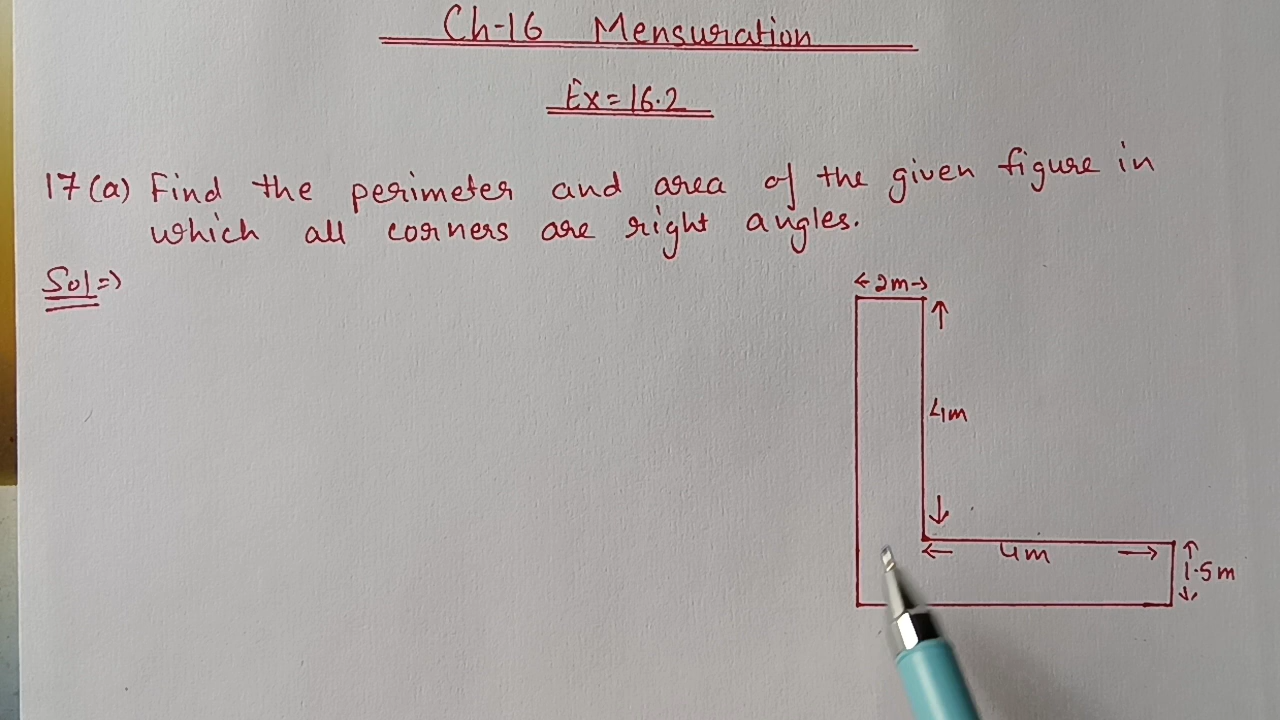 Ch-16 Mensuration
Ex=16.2
17(a) Find the perimeter and area of the given figure in
which all corners are right angles.
Sol=>
2m
4m
4m
1.5m